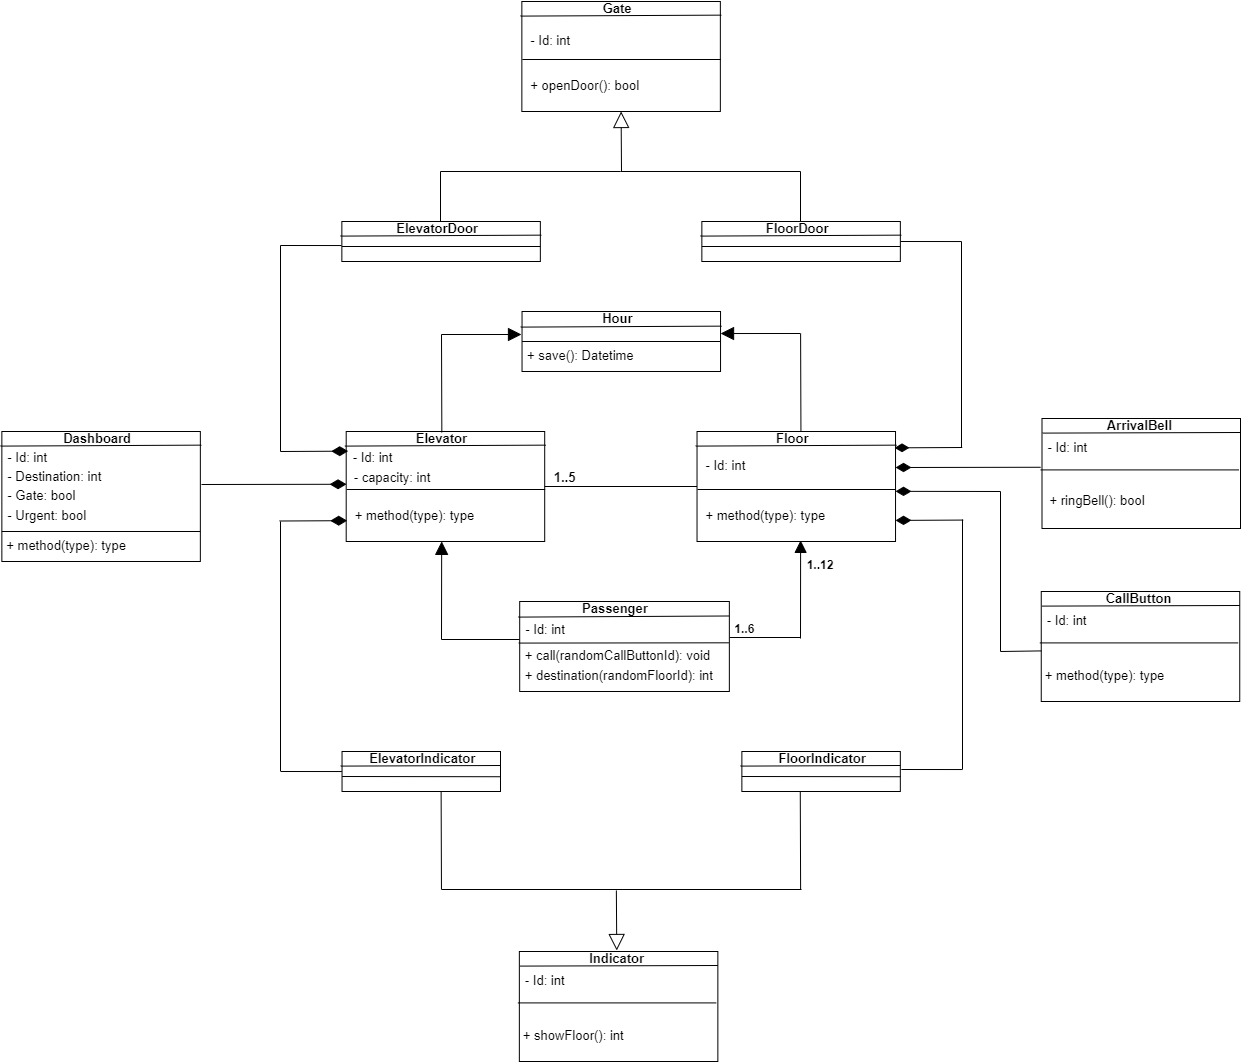 Gate
- Id: int
+ openDoor(): bool
ElevatorDoor
FloorDoor
Hour
+ save(): Datetime
Dashboard
- Id: int
- Destination: int
- Gate: bool
- Urgent: bool
+ method(type): type
Elevator
- Id: int
- capacity: int
+ method(type): type
1..5
Floor
- Id: int
+ method(type): type
ArrivalBell
- Id: int
+ ringBell(): bool
1..12
CallButton
- Id: int
+ method(type): type
Passenger
- Id: int
+ call(randomCallButtonId): void
+ destination(randomFloorId): int
1..6
ElevatorIndicator
FloorIndicator
Indicator
- Id: int
+ showFloor(): int